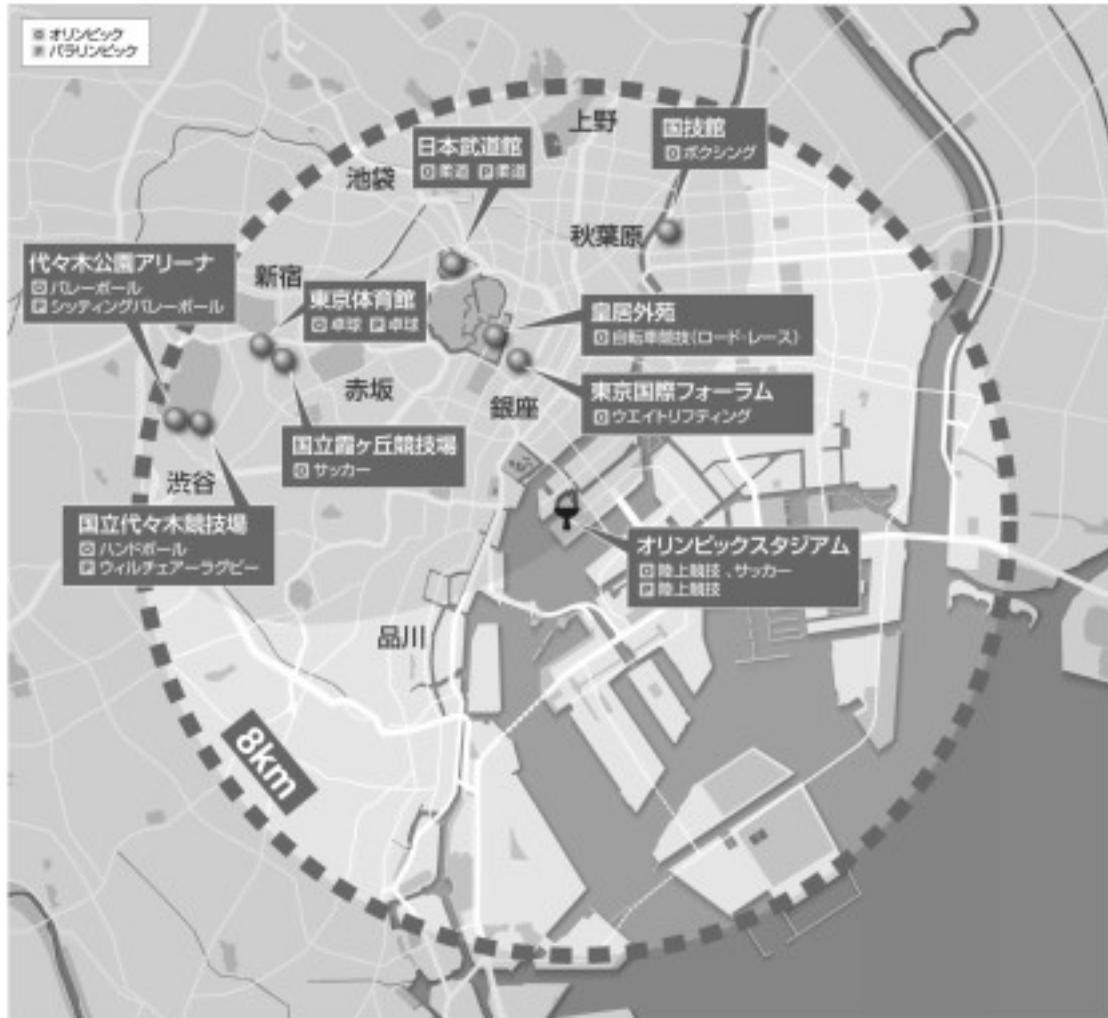 O オリンピック
P パラリンピック
上野
国技館
O ボクシング
日本武道館
O 柔道 P 柔道
池袋
秋葉原
代々木公園アリーナ
O バレーボール
P シッティングバレーボール
新宿
東京体育館
O 卓球 P 卓球
皇居外苑
O 自転車競技(ロード・レース)
赤坂
銀座
東京国際フォーラム
O ウエイトリフティング
国立霞ヶ丘競技場
O サッカー
渋谷
国立代々木競技場
O ハンドボール
P ウィルチェアーラグビー
オリンピックスタジアム
O 陸上競技、サッカー
P 陸上競技
品川
8km